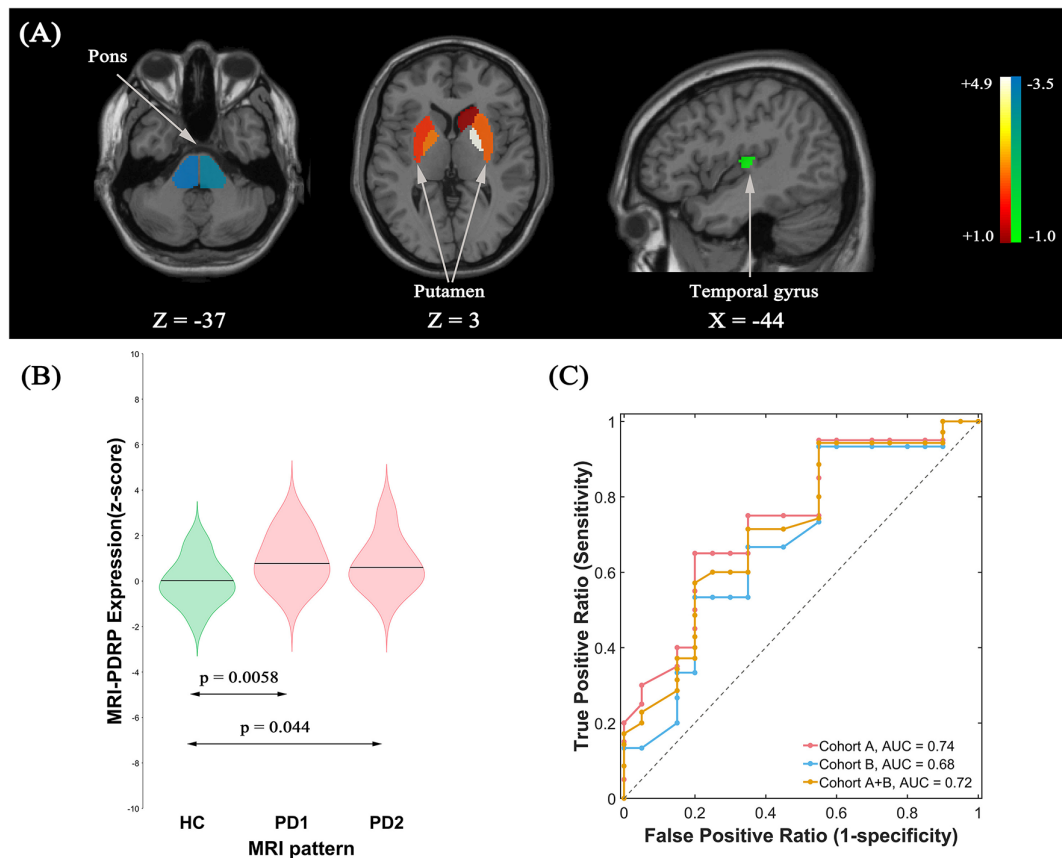 (A)
Pons
+4.9
-3.5
+1.0
-1.0
Putamen
Temporal gyrus
Z = -37
Z = 3
X = -44
(B)
MRI-PDRP Expression(z-score)
10
8
6
4
2
0
-2
-4
-6
-8
-10
p = 0.0058
p = 0.044
HC
PD1
PD2
MRI pattern
(C)
True Positive Ratio (Sensitivity)
1
0.8
0.6
0.4
0.2
0
Cohort A, AUC = 0.74
Cohort B, AUC = 0.68
Cohort A+B, AUC = 0.72
0
0.2
0.4
0.6
0.8
1
False Positive Ratio (1-specificity)